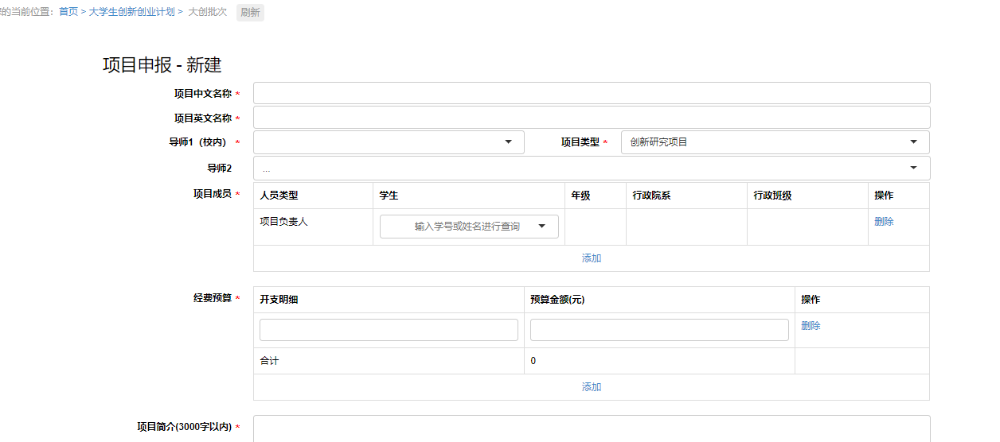 的当前位置： 首页 > 大学生创新创业计划 > 大创批次 刷新
项目申报 - 新建
项目中文名称 *
项目英文名称 *
导师1（校内） * 项目类型 * 创新研究项目
导师2 ...
项目成员 * 人员类型 学生 年级 行政院系 行政班级 操作
项目负责人 输入学号或姓名进行查询 删除
添加
经费预算 * 开支明细 预算金额(元) 操作
删除
合计 0
添加
项目简介(3000字以内) *